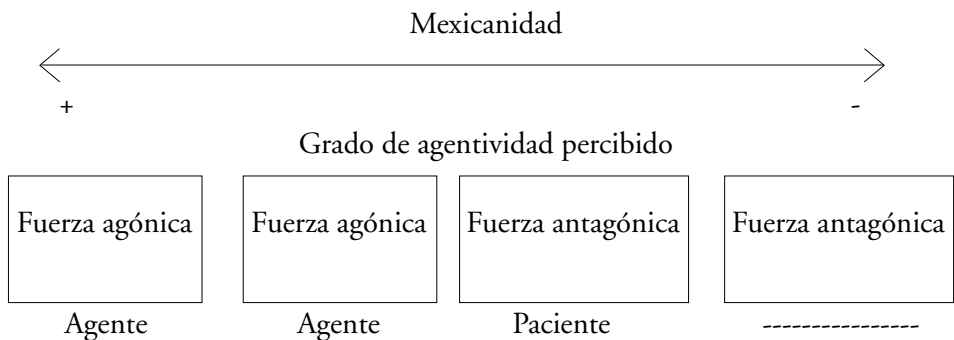 Mexicanidad
+ -
Grado de agentividad percibido
Fuerza agónica Fuerza agónica Fuerza antagónica Fuerza antagónica
Agente Agente Paciente ----------------